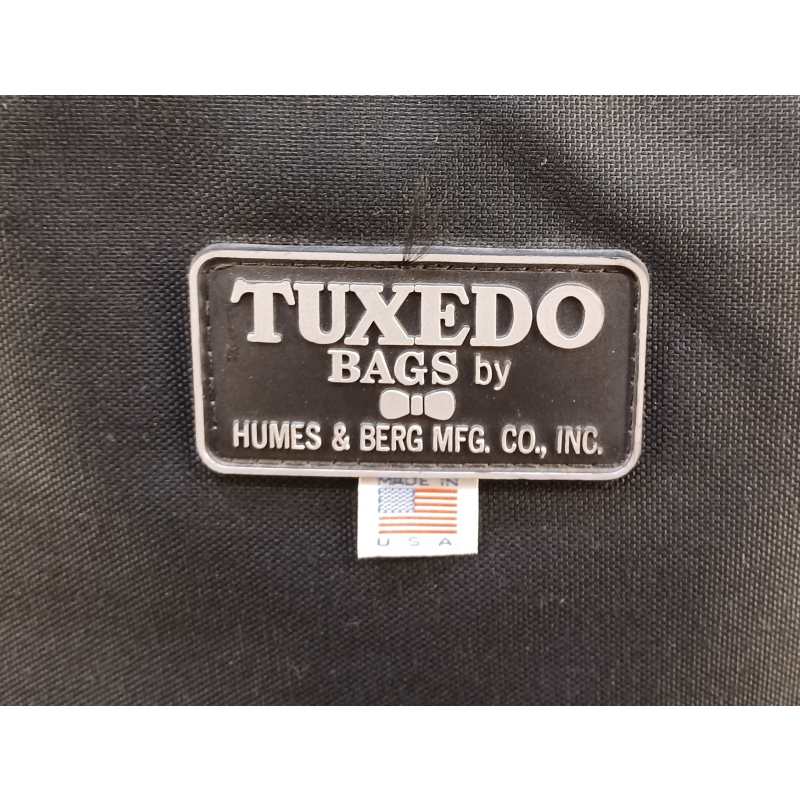 TUXEDO
BAGS by
HUMES & BERG MFG. CO., INC.
MADE IN
USA